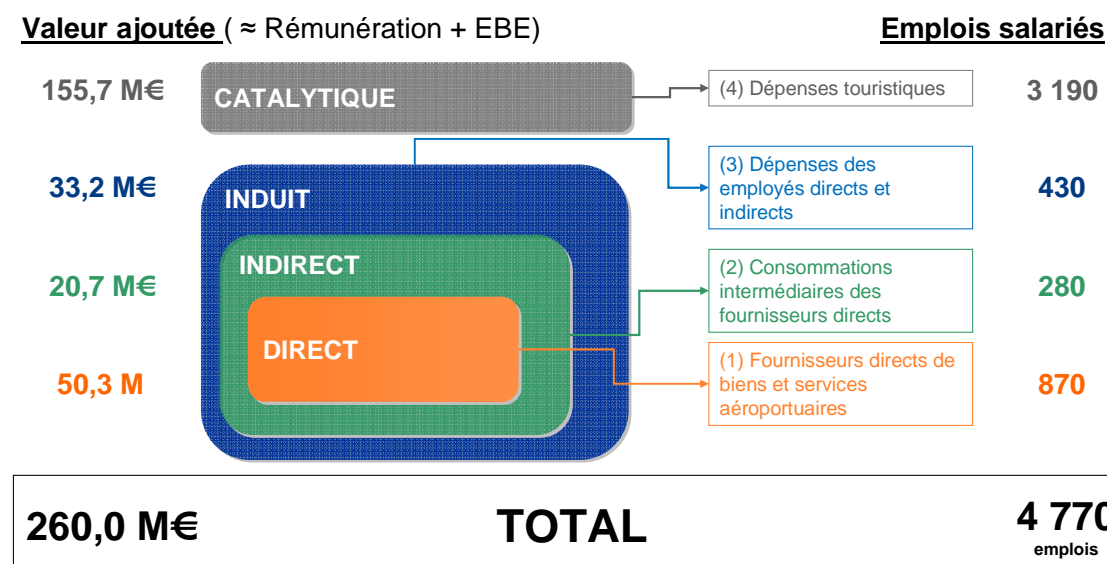 Valeur ajoutée ( ≈ Rémunération + EBE)
Emplois salariés
155,7 M€
CATALYTIQUE
(4) Dépenses touristiques
3 190
33,2 M€
INDUIT
(3) Dépenses des
employés directs et
indirects
430
20,7 M€
INDIRECT
(2) Consommations
intermédiaires des
fournisseurs directs
280
50,3 M
DIRECT
(1) Fournisseurs directs de
biens et services
aéroportuaires
870
260,0 M€
TOTAL
4 770
emplois